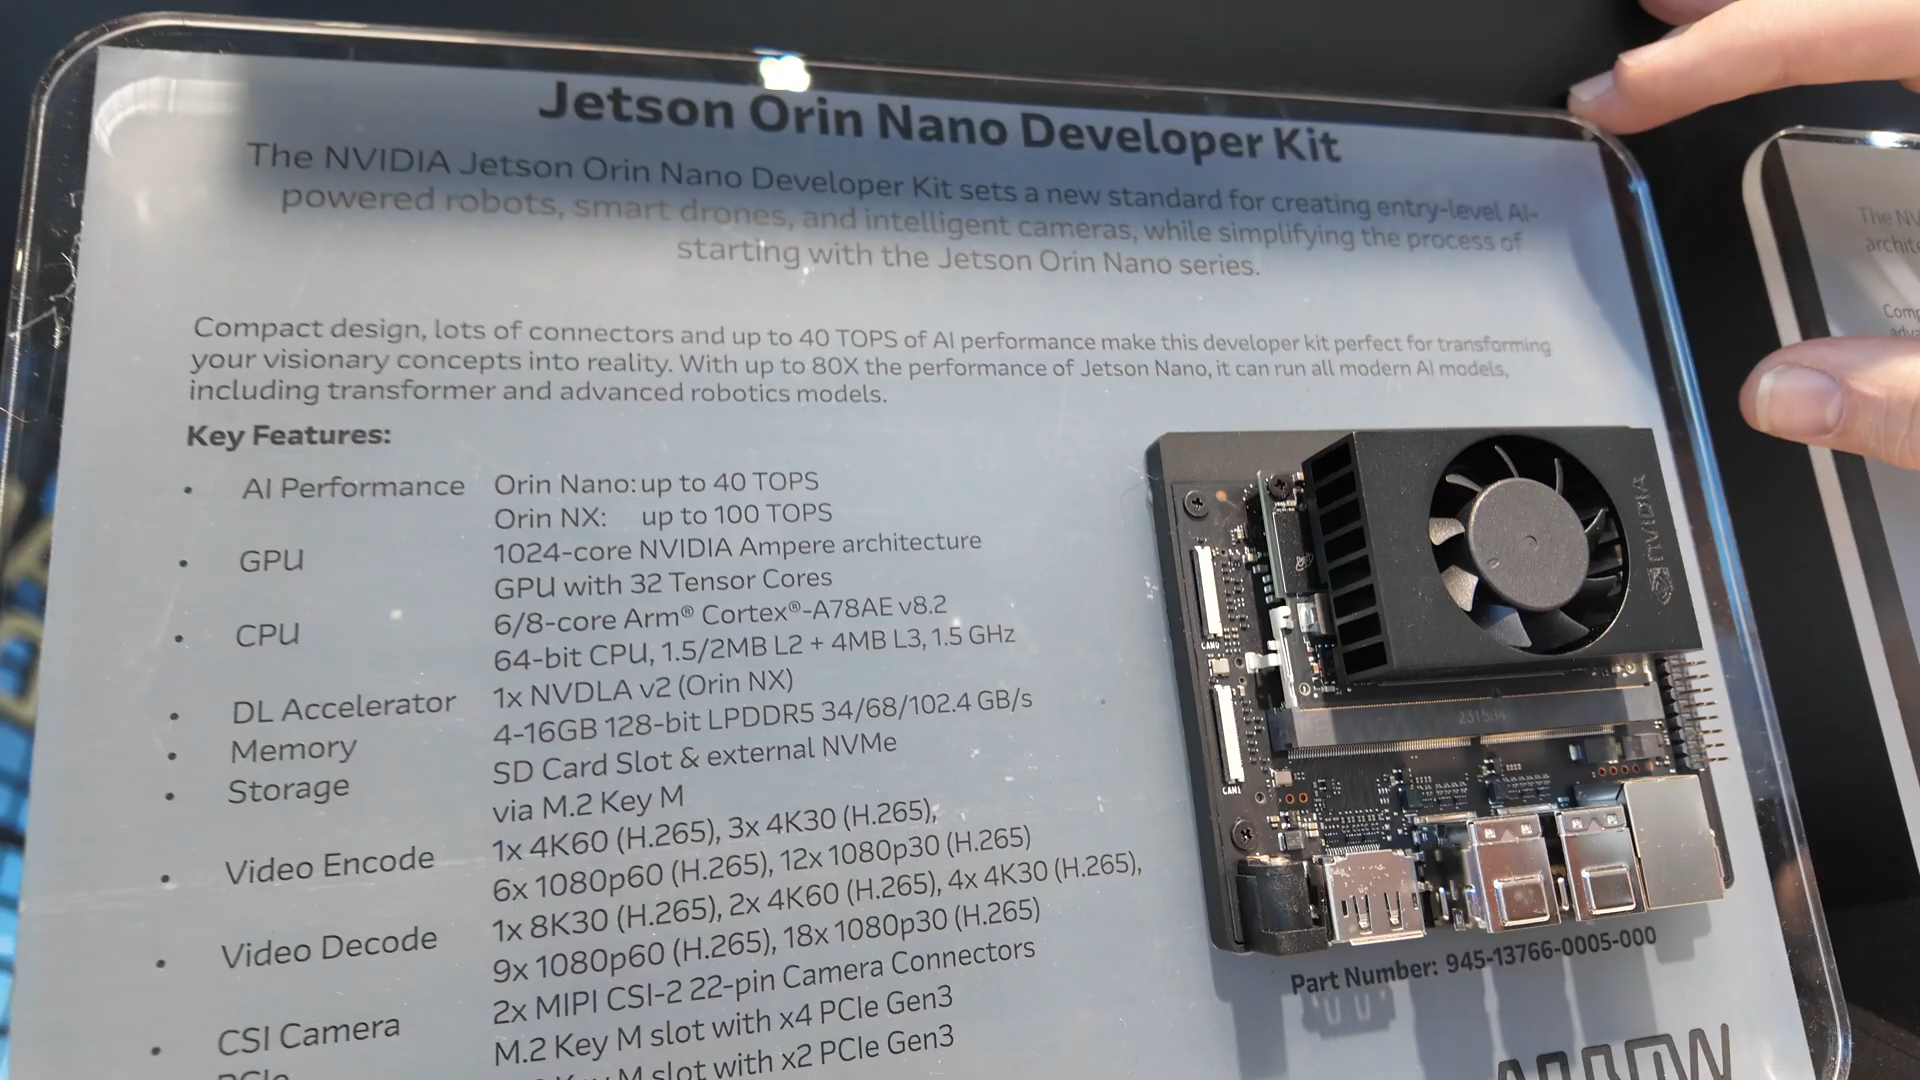 Jetson Orin Nano Developer Kit
The NVIDIA Jetson Orin Nano Developer Kit sets a new standard for creating entry-level AI-
powered robots, smart drones, and intelligent cameras, while simplifying the process of
starting with the Jetson Orin Nano series.
Compact design, lots of connectors and up to 40 TOPS of AI performance make this developer kit perfect for transforming
your visionary concepts into reality. With up to 80X the performance of Jetson Nano, it can run all modern AI models,
including transformer and advanced robotics models.
Key Features:
• AI Performance Orin Nano: up to 40 TOPS
Orin NX: up to 100 TOPS
• GPU 1024-core NVIDIA Ampere architecture
GPU with 32 Tensor Cores
• CPU 6/8-core Arm® Cortex®-A78AE v8.2
64-bit CPU, 1.5/2MB L2 + 4MB L3, 1.5 GHz
• DL Accelerator 1x NVDLA v2 (Orin NX)
• Memory 4-16GB 128-bit LPDDR5 34/68/102.4 GB/s
• Storage SD Card Slot & external NVMe
via M.2 Key M
• Video Encode 1x 4K60 (H.265), 3x 4K30 (H.265),
6x 1080p60 (H.265), 12x 1080p30 (H.265)
• Video Decode 1x 8K30 (H.265), 2x 4K60 (H.265), 4x 4K30 (H.265),
9x 1080p60 (H.265), 18x 1080p30 (H.265)
• CSI Camera 2x MIPI CSI-2 22-pin Camera Connectors
PCIe M.2 Key M slot with x4 PCIe Gen3
Key M slot with x2 PCIe Gen3
NVIDIA
CAM0
CAM1
Part Number: 945-13766-0005-000
ARROW
The NV
archite
Comp
adva